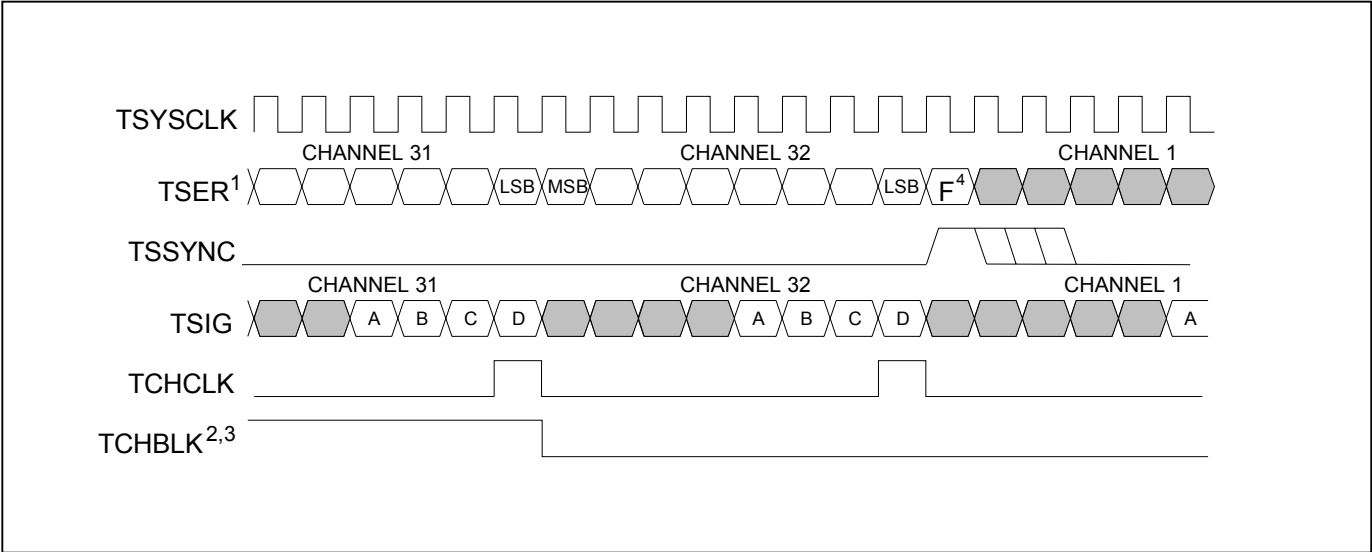 TSYSCLK
CHANNEL 31 CHANNEL 32 CHANNEL 1
TSER¹ LSB MSB LSB F⁴
TSSYNC
CHANNEL 31 CHANNEL 32 CHANNEL 1
TSIG A B C D A B C D A
TCHCLK
TCHBLK²,³